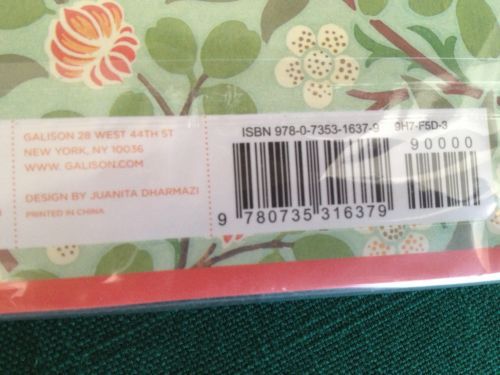 GALISON 28 WEST 44TH ST
NEW YORK, NY 10036
WWW.GALISON.COM
DESIGN BY JUANITA DHARMAZI
PRINTED IN CHINA
ISBN 978-0-7353-1637-9 9H7-F5D-3
90000
9 780735 316379